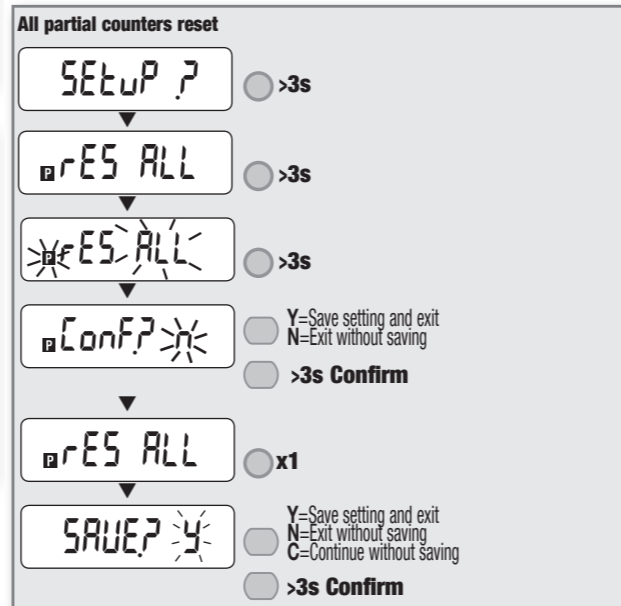 All partial counters reset
SEtuP ?
>3s
P rES ALL
>3s
P rES ALL
>3s
P ConF? n
Y=Save setting and exit
N=Exit without saving
>3s Confirm
P rES ALL
x1
SAVE? Y
Y=Save setting and exit
N=Exit without saving
C=Continue without saving
>3s Confirm